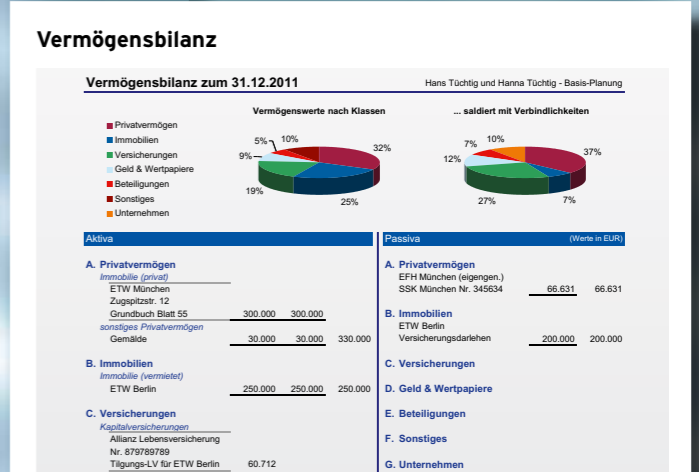 Vermögensbilanz
Vermögensbilanz zum 31.12.2011
Hans Tüchtig und Hanna Tüchtig - Basis-Planung
Vermögenswerte nach Klassen
... saldiert mit Verbindlichkeiten
Privatvermögen
Immobilien
Versicherungen
Geld & Wertpapiere
Beteiligungen
Sonstiges
Unternehmen
5% 10%
9% 32%
19% 25%
7% 10%
12% 37%
27% 7%
Aktiva
A. Privatvermögen
Immobilie (privat)
ETW München
Zugspitzstr. 12
Grundbuch Blatt 55 300.000 300.000
sonstiges Privatvermögen
Gemälde 30.000 30.000 330.000
B. Immobilien
Immobilie (vermietet)
ETW Berlin 250.000 250.000 250.000
C. Versicherungen
Kapitalversicherungen
Allianz Lebensversicherung
Nr. 879789789
Tilgungs-LV für ETW Berlin 60.712
Passiva (Werte in EUR)
A. Privatvermögen
EFH München (eigengen.)
SSK München Nr. 345634 66.631 66.631
B. Immobilien
ETW Berlin
Versicherungsdarlehen 200.000 200.000
C. Versicherungen
D. Geld & Wertpapiere
E. Beteiligungen
F. Sonstiges
G. Unternehmen